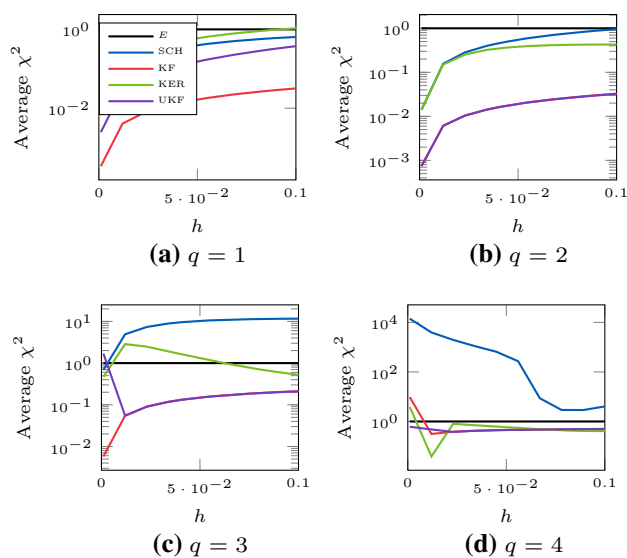 10^0
10^{-2}
Average χ^2
E
SCH
KF
KER
UKF
0
5 · 10^{-2}
0.1
h
(a) q = 1
10^0
10^{-1}
10^{-2}
10^{-3}
Average χ^2
0
5 · 10^{-2}
0.1
h
(b) q = 2
10^1
10^0
10^{-1}
10^{-2}
Average χ^2
0
5 · 10^{-2}
0.1
h
(c) q = 3
10^4
10^2
10^0
Average χ^2
0
5 · 10^{-2}
0.1
h
(d) q = 4